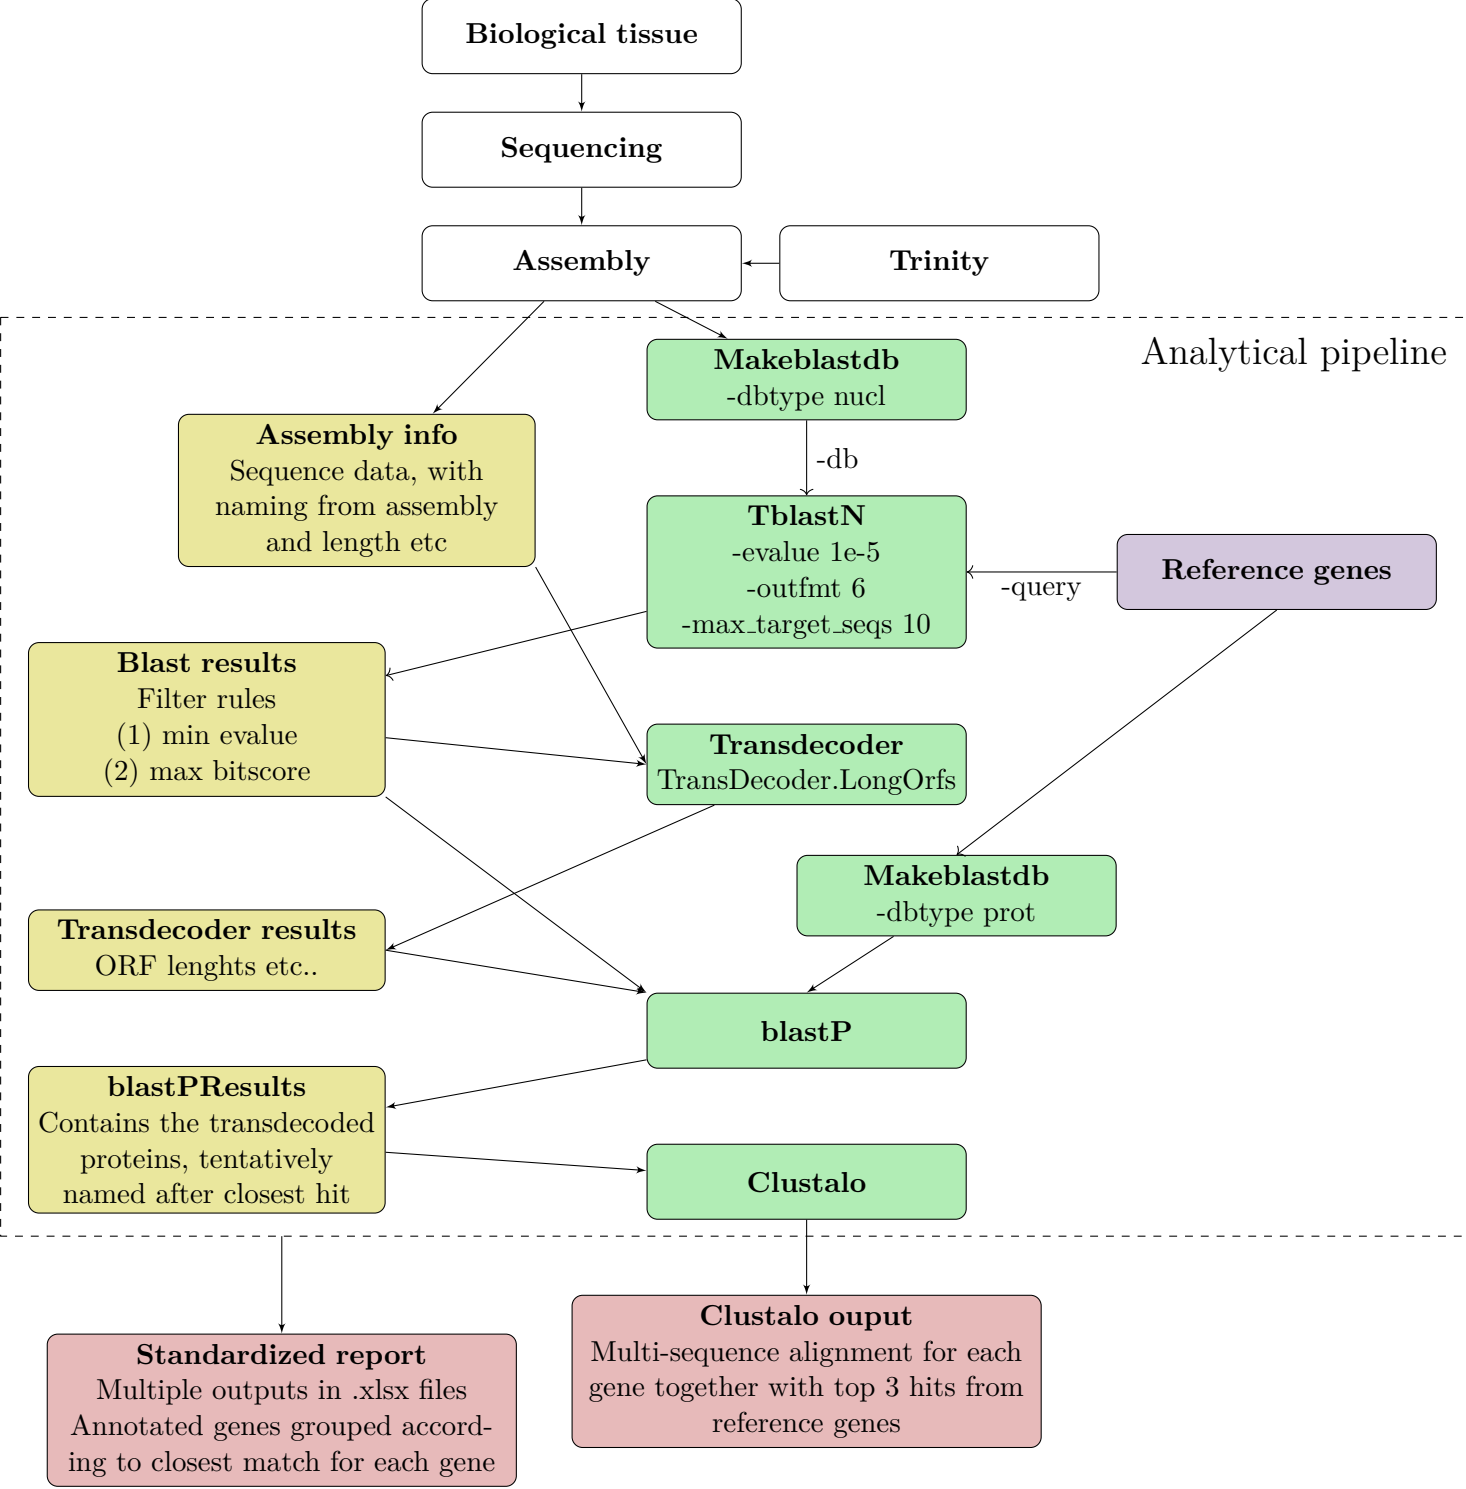 Biological tissue
Sequencing
Assembly
Trinity
Analytical pipeline
Makeblastdb
-dbtype nucl
Assembly info
Sequence data, with
naming from assembly
and length etc
-db
TblastN
-evalue 1e-5
-outfmt 6
-max_target_seqs 10
-query
Reference genes
Blast results
Filter rules
(1) min evalue
(2) max bitscore
Transdecoder
TransDecoder.LongOrfs
Makeblastdb
-dbtype prot
Transdecoder results
ORF lenghts etc..
blastP
blastPResults
Contains the transdecoded
proteins, tentatively
named after closest hit
Clustalo
Clustalo ouput
Multi-sequence alignment for each
gene together with top 3 hits from
reference genes
Standardized report
Multiple outputs in .xlsx files
Annotated genes grouped accord-
ing to closest match for each gene